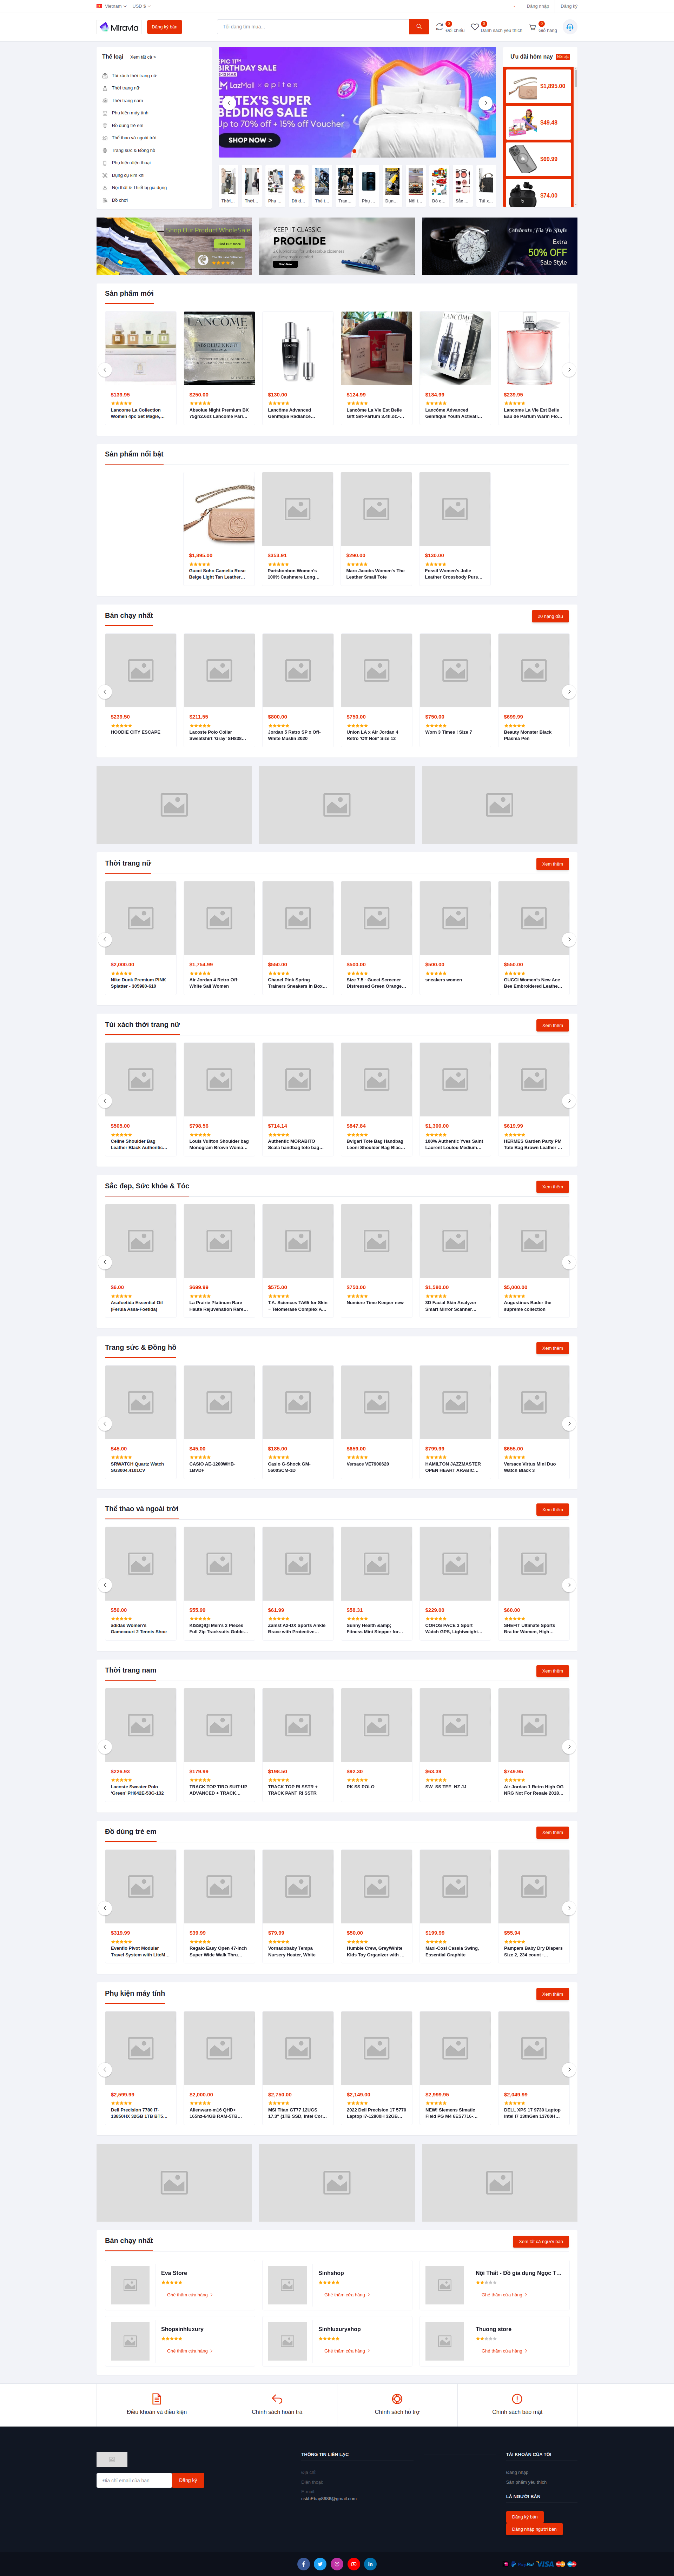 Vietnam
USD $
Đăng nhập
Đăng ký
Miravia
Đăng ký bán
Tôi đang tìm mua...
0
Đối chiếu
0
Danh sách yêu thích
0
Giỏ hàng
Thể loại
Xem tất cả >
Túi xách thời trang nữ
Thời trang nữ
Thời trang nam
Phụ kiện máy tính
Đồ dùng trẻ em
Thể thao và ngoài trời
Trang sức & Đồng hồ
Phụ kiện điện thoại
Dụng cụ kim khí
Nội thất & Thiết bị gia dụng
Đồ chơi
EPIC BIRTHDAY SALE
LazMall
epitex
EPITEX'S SUPER
BEDDING SALE
Up to 70% off + 15% off Voucher
SHOP NOW >
Ưu đãi hôm nay
$1,895.00
$49.48
$69.99
$74.00
Thời...
Thời...
Phụ ...
Đồ d...
Thể t...
Tran...
Phụ ...
Dụn...
Nội t...
Đồ c...
Sắc ...
Túi x...
Shop Our Product WholeSale
Find Out More
KEEP IT CLASSIC
PROGLIDE
Shop Now
Extra
50% OFF
Sale Style
Sản phẩm mới
$139.95
Lancome La Collection
Women 4pc Set Magie,...
$250.00
Absolue Night Premium BX
75gr/2.6oz Lancome Pari...
$130.00
Lancôme Advanced
Génifique Radiance...
$124.99
Lancôme La Vie Est Belle
Gift Set-Parfum 3.4fl.oz -...
$184.99
Lancôme Advanced
Génifique Youth Activati...
$239.95
Lancome La Vie Est Belle
Eau de Parfum Warm Flo...
Sản phẩm nổi bật
$1,895.00
Gucci Soho Camelia Rose
Beige Light Tan Leather...
$353.91
Parisbonbon Women's
100% Cashmere Long...
$290.00
Marc Jacobs Women's The
Leather Small Tote
$130.00
Fossil Women's Jolie
Leather Crossbody Purs...
Bán chạy nhất
20 hạng đầu
$239.50
HOODIE CITY ESCAPE
$211.55
Lacoste Polo Collar
Sweatshirt 'Gray' SH838...
$800.00
Jordan 5 Retro SP x Off-
White Muslin 2020
$750.00
Union LA x Air Jordan 4
Retro 'Off Noir' Size 12
$750.00
Worn 3 Times ! Size 7
$699.99
Beauty Monster Black
Plasma Pen
Thời trang nữ
Xem thêm
$2,000.00
Nike Dunk Premium PINK
Splatter - 305980-610
$1,754.99
Air Jordan 4 Retro Off-
White Sail Women
$550.00
Chanel Pink Spring
Trainers Sneakers In Box...
$500.00
Size 7.5 - Gucci Screener
Distressed Green Orange...
$500.00
sneakers women
$550.00
GUCCI Women's New Ace
Bee Embroidered Leathe...
Túi xách thời trang nữ
Xem thêm
$505.00
Celine Shoulder Bag
Leather Black Authentic...
$798.56
Louis Vuitton Shoulder bag
Monogram Brown Woma...
$714.14
Authentic MORABITO
Scala handbag tote bag...
$847.84
Bvlgari Tote Bag Handbag
Leoni Shoulder Bag Blac...
$1,300.00
100% Authentic Yves Saint
Laurent Loulou Medium...
$619.99
HERMES Garden Party PM
Tote Bag Brown Leather ...
Sắc đẹp, Sức khỏe & Tóc
Xem thêm
$6.00
Asafoetida Essential Oil
(Ferula Assa-Foetida)
$699.99
La Prairie Platinum Rare
Haute Rejuvenation Rare...
$575.00
T.A. Sciences TA65 for Skin
~ Telomerase Complex A...
$750.00
Numiere Time Keeper new
$1,580.00
3D Facial Skin Analyzer
Smart Mirror Scanner...
$5,000.00
Augustinus Bader the
supreme collection
Trang sức & Đồng hồ
Xem thêm
$45.00
SRWATCH Quartz Watch
SG3004.4101CV
$45.00
CASIO AE-1200WHB-
1BVDF
$185.00
Casio G-Shock GM-
5600SCM-1D
$659.00
Versace VE7900620
$799.99
HAMILTON JAZZMASTER
OPEN HEART ARABIC...
$655.00
Versace Virtus Mini Duo
Watch Black 3
Thể thao và ngoài trời
Xem thêm
$50.00
adidas Women's
Gamecourt 2 Tennis Shoe
$55.99
KISSQIQI Men's 2 Pieces
Full Zip Tracksuits Golde...
$61.99
Zamst A2-DX Sports Ankle
Brace with Protective...
$58.31
Sunny Health &amp;
Fitness Mini Stepper for...
$229.00
COROS PACE 3 Sport
Watch GPS, Lightweight...
$60.00
SHEFIT Ultimate Sports
Bra for Women, High...
Thời trang nam
Xem thêm
$226.93
Lacoste Sweater Polo
'Green' PH642E-53G-132
$179.99
TRACK TOP TIRO SUIT-UP
ADVANCED + TRACK...
$198.50
TRACK TOP RI SSTR +
TRACK PANT RI SSTR
$92.30
PK SS POLO
$63.39
SW_SS TEE_NZ JJ
$749.95
Air Jordan 1 Retro High OG
NRG Not For Resale 2018...
Đồ dùng trẻ em
Xem thêm
$319.99
Evenflo Pivot Modular
Travel System with LiteM...
$39.99
Regalo Easy Open 47-Inch
Super Wide Walk Thru...
$79.99
Vornadobaby Tempa
Nursery Heater, White
$50.00
Humble Crew, Grey/White
Kids Toy Organizer with ...
$199.99
Maxi-Cosi Cassia Swing,
Essential Graphite
$55.94
Pampers Baby Dry Diapers
Size 2, 234 count -...
Phụ kiện máy tính
Xem thêm
$2,599.99
Dell Precision 7780 i7-
13850HX 32GB 1TB BTS...
$2,000.00
Alienware-m16 QHD+
165hz-64GB RAM-5TB...
$2,750.00
MSI Titan GT77 12UGS
17.3" (1TB SSD, Intel Cor...
$2,149.00
2022 Dell Precision 17 5770
Laptop i7-12800H 32GB...
$2,899.95
NEW! Siemens Simatic
Field PG M4 6ES7716-...
$2,049.99
DELL XPS 17 9730 Laptop
Intel i7 13thGen 13700H...
Bán chạy nhất
Xem tất cả người bán
Eva Store
Ghé thăm cửa hàng >
Sinhshop
Ghé thăm cửa hàng >
Nội Thất - Đồ gia dụng Ngọc T...
Ghé thăm cửa hàng >
Shopsinhluxury
Ghé thăm cửa hàng >
Sinhluxuryshop
Ghé thăm cửa hàng >
Thuong store
Ghé thăm cửa hàng >
Điều khoản và điều kiện
Chính sách hoàn trả
Chính sách hỗ trợ
Chính sách bảo mật
Địa chỉ email của bạn
Đăng ký
THÔNG TIN LIÊN LẠC
Địa chỉ:
Điện thoại:
E-mail:
cskhEbay8686@gmail.com
TÀI KHOẢN CỦA TÔI
Đăng nhập
Sản phẩm yêu thích
LÀ NGƯỜI BÁN
Đăng ký bán
Đăng nhập người bán
PayPal
VISA